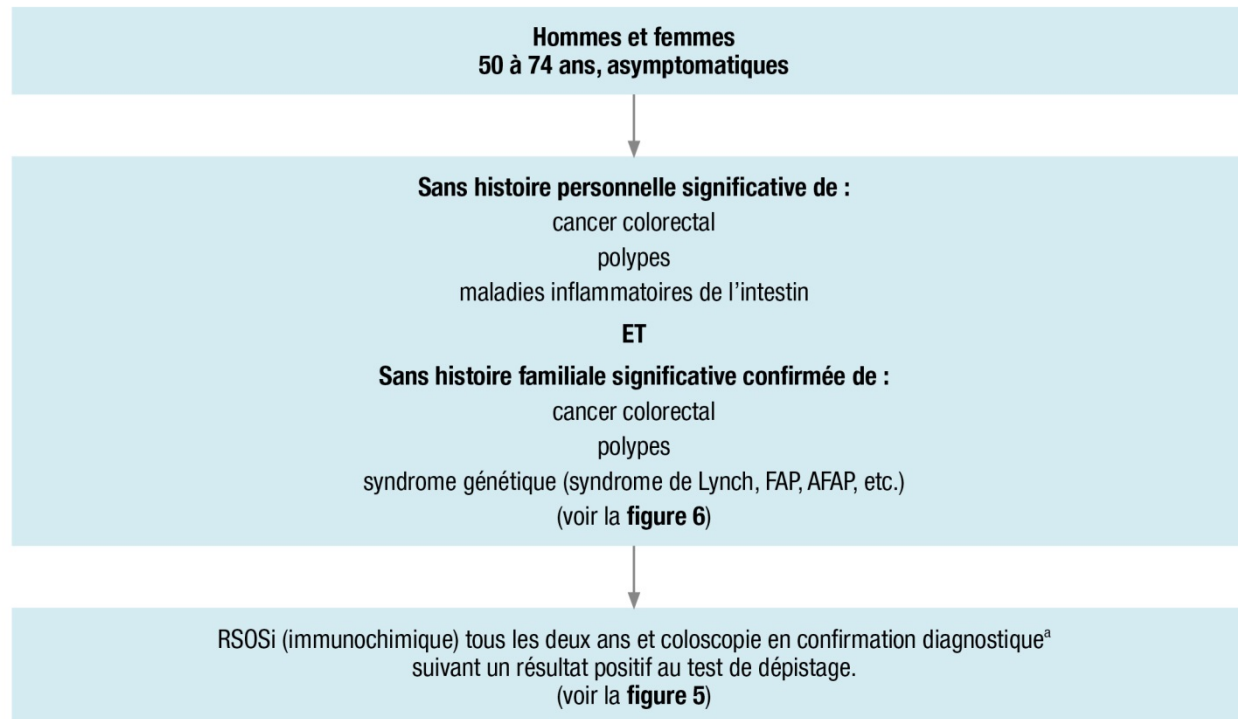 Hommes et femmes
50 à 74 ans, asymptomatiques
Sans histoire personnelle significative de :
cancer colorectal
polypes
maladies inflammatoires de l'intestin
ET
Sans histoire familiale significative confirmée de :
cancer colorectal
polypes
syndrome génétique (syndrome de Lynch, FAP, AFAP, etc.)
(voir la figure 6)
RSOSi (immunochimique) tous les deux ans et coloscopie en confirmation diagnostiqueᵃ
suivant un résultat positif au test de dépistage.
(voir la figure 5)